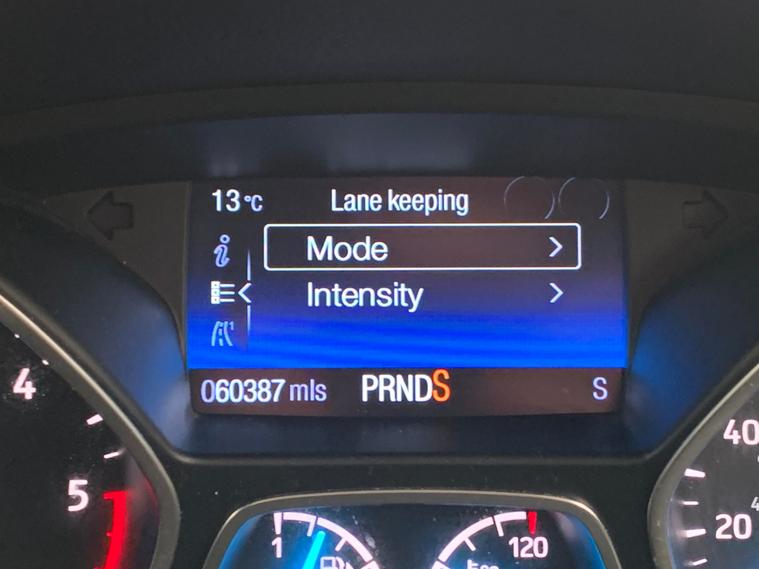 13°C Lane keeping
Mode
Intensity
060387 mls PRNDS S
4
5
1
120
40
20